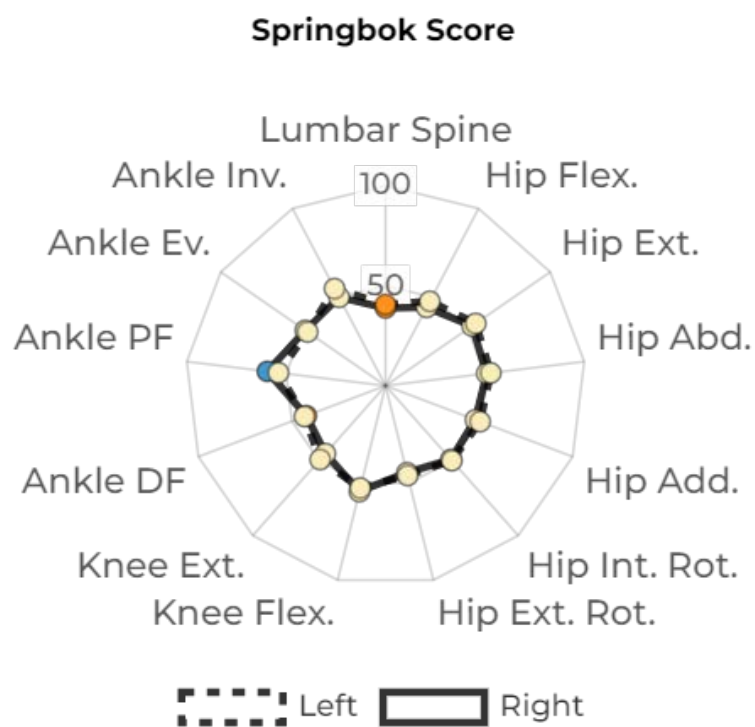 Springbok Score
Lumbar Spine
Ankle Inv.
100
Hip Flex.
Ankle Ev.
Hip Ext.
50
Ankle PF
Hip Abd.
Ankle DF
Hip Add.
Knee Ext.
Hip Int. Rot.
Knee Flex.
Hip Ext. Rot.
Left
Right